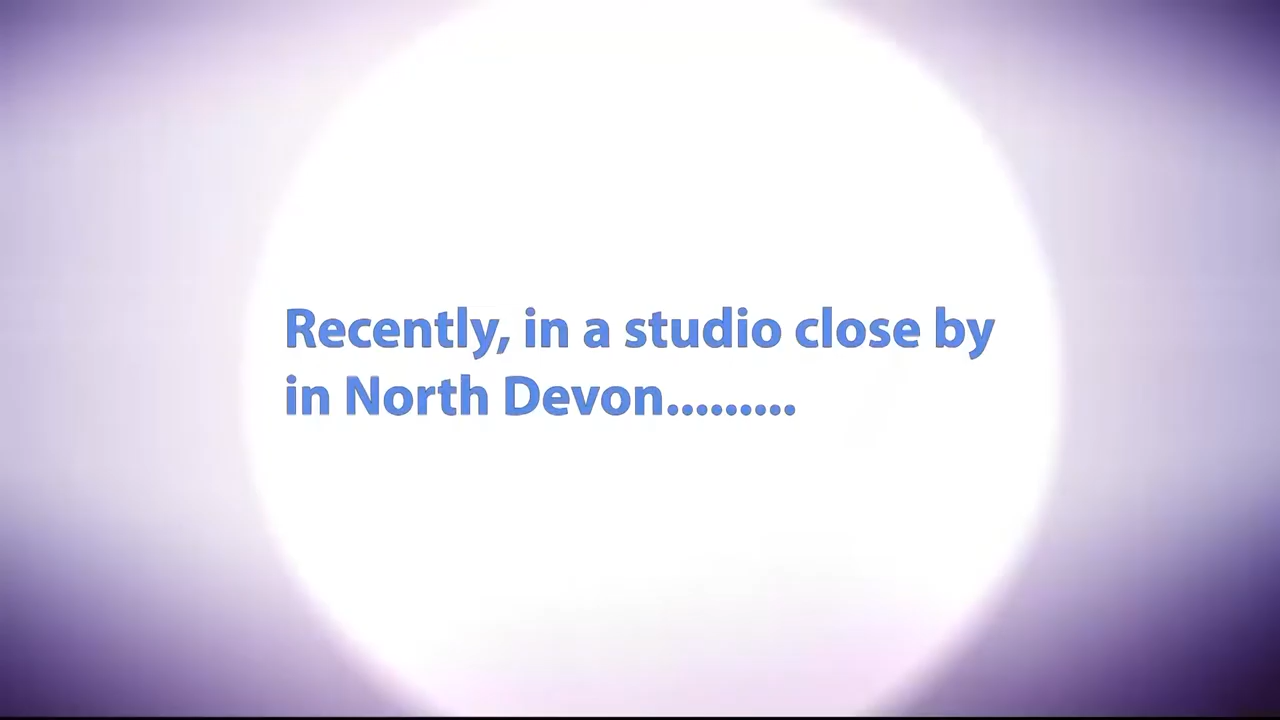 Recently, in a studio close by
in North Devon.........